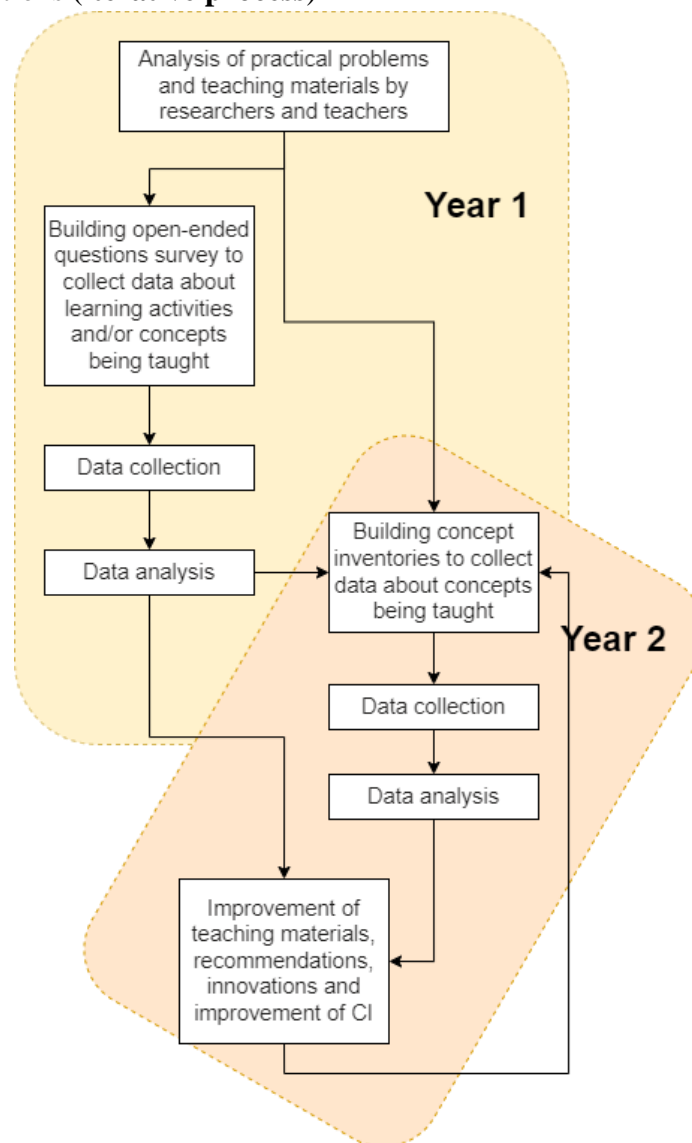 (iterative process)
Analysis of practical problems
and teaching materials by
researchers and teachers
Year 1
Building open-ended
questions survey to
collect data about
learning activities
and/or concepts
being taught
Data collection
Data analysis
Building concept
inventories to collect
data about concepts
being taught
Year 2
Data collection
Data analysis
Improvement of
teaching materials,
recommendations,
innovations and
improvement of CI